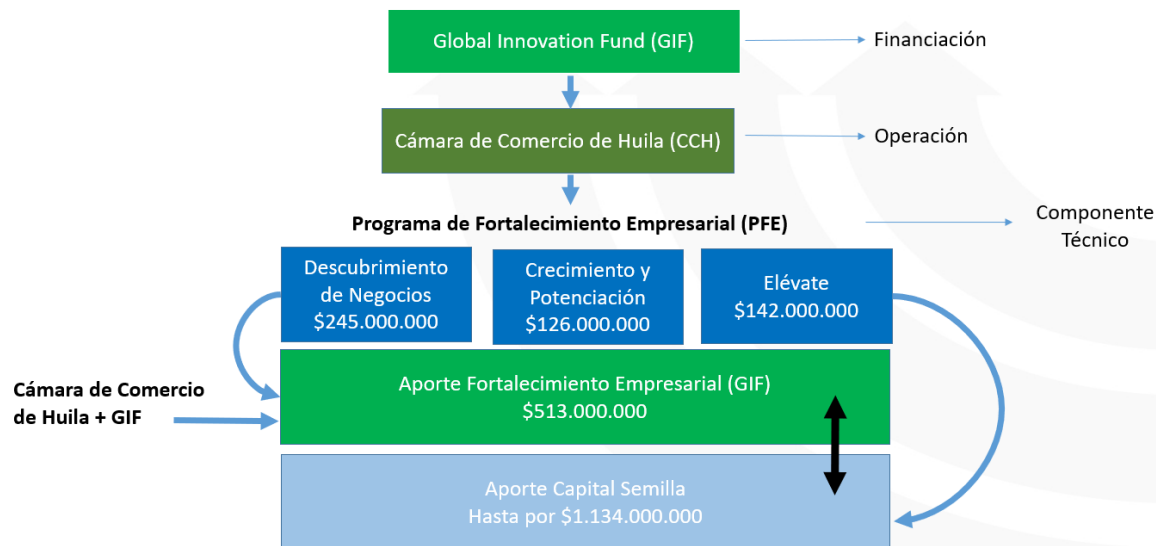 Global Innovation Fund (GIF)
Financiación
Cámara de Comercio de Huila (CCH)
Operación
Programa de Fortalecimiento Empresarial (PFE)
Componente
Técnico
Descubrimiento
de Negocios
$245.000.000
Crecimiento y
Potenciación
$126.000.000
Elévate
$142.000.000
Cámara de Comercio
de Huila + GIF
Aporte Fortalecimiento Empresarial (GIF)
$513.000.000
Aporte Capital Semilla
Hasta por $1.134.000.000